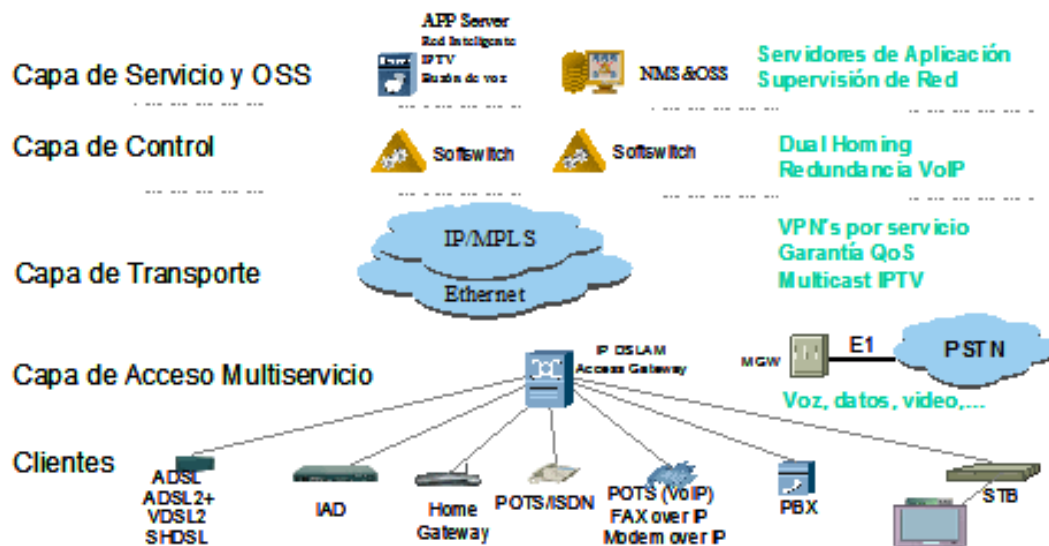 APP Server
Red Inteligente
IPTV
Buzón de voz
Capa de Servicio y OSS
NMS&OSS
Servidores de Aplicación
Supervisión de Red
Capa de Control
Softswitch
Softswitch
Dual Homing
Redundancia VoIP
IP/MPLS
VPN's por servicio
Garantía QoS
Capa de Transporte
Multicast IPTV
Ethernet
IP DSLAM
Access Gateway
MGW
E1
PSTN
Capa de Acceso Multiservicio
Voz, datos, video,...
Clientes
ADSL
ADSL2+
VDSL2
SHDSL
IAD
Home
Gateway
POTS/ISDN
POTS (VoIP)
FAX over IP
Modem over IP
PBX
STB